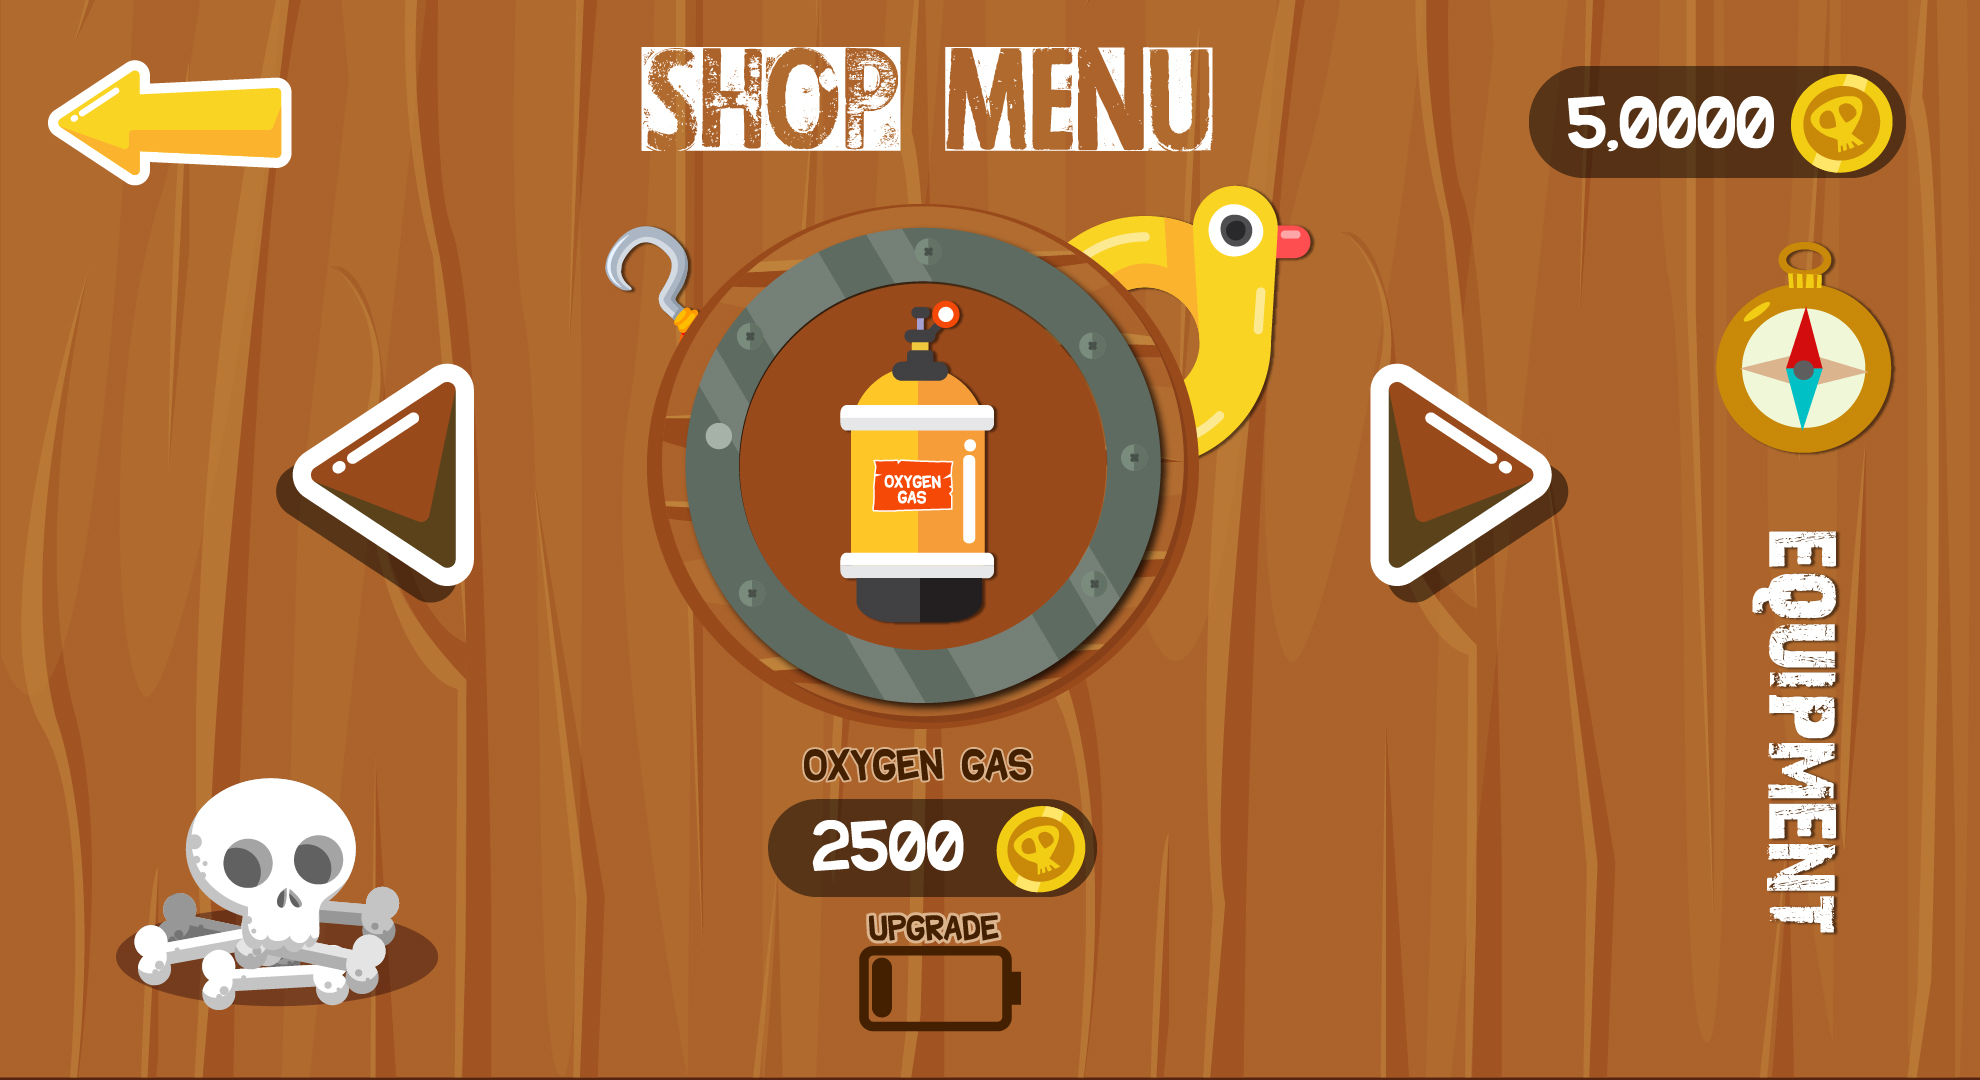 SHOP MENU
5,0000
OXYGEN
GAS
OXYGEN GAS
2500
UPGRADE
EQUIPMENT